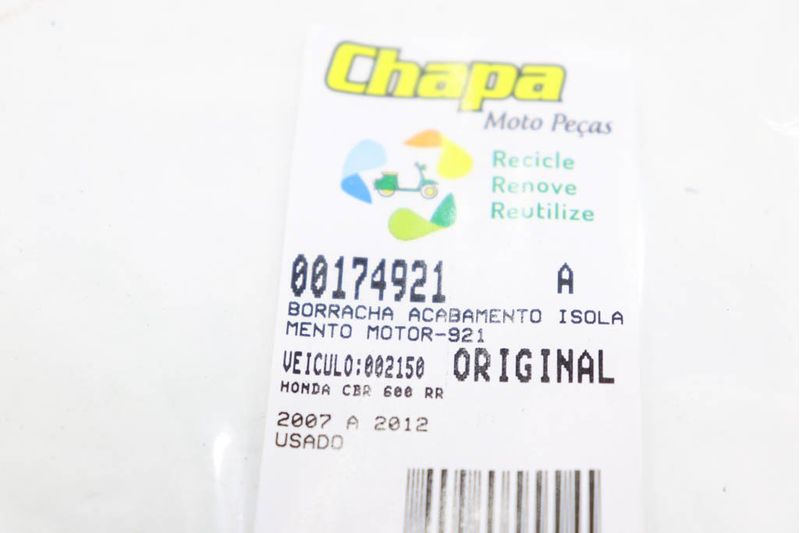 Chapa
Moto Peças
Recicle
Renove
Reutilize
00174921 A
BORRACHA ACABAMENTO ISOLA
MENTO MOTOR-921
VEICULO:002150 ORIGINAL
HONDA CBR 600 RR
2007 A 2012
USADO